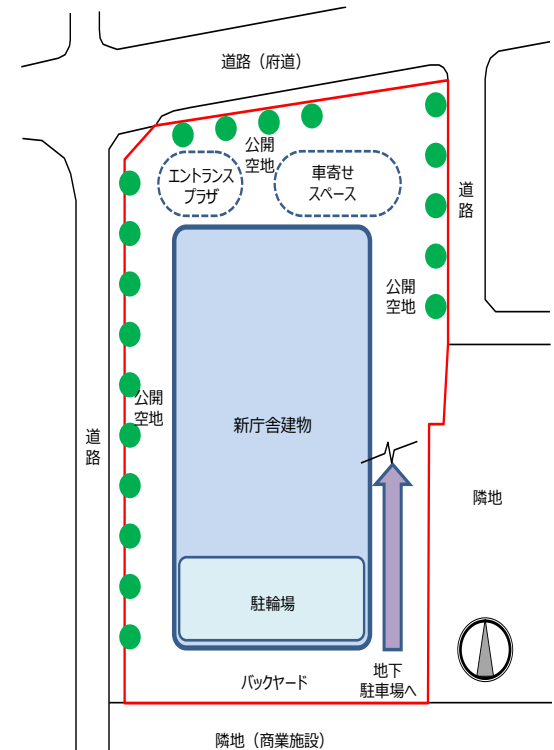 道路（府道）
公開
空地
エントランス
プラザ
車寄せ
スペース
道
路
公開
空地
公開
空地
新庁舎建物
道
路
隣地
駐輪場
地下
駐車場へ
バックヤード
隣地（商業施設）